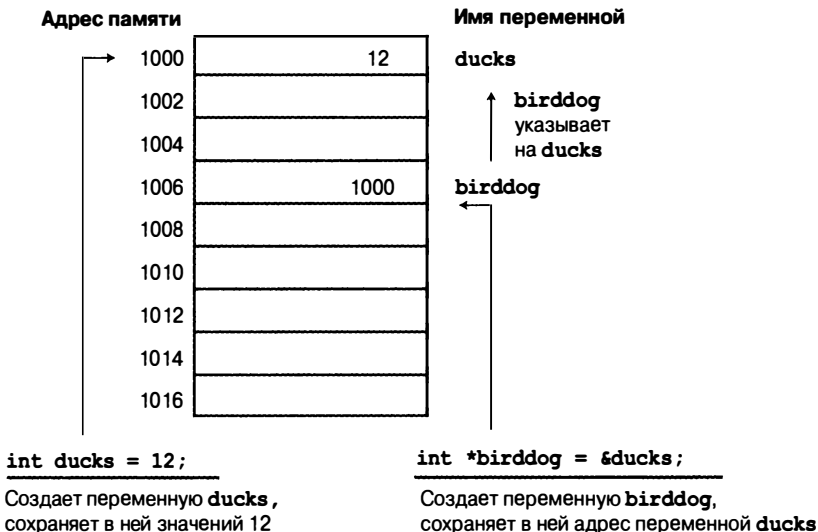 Адрес памяти
Имя переменной
1000 12 ducks
1002
birddog
указывает
на ducks
1004
1006 1000 birddog
1008
1010
1012
1014
1016
int ducks = 12;
Создает переменную ducks,
сохраняет в ней значений 12
int *birddog = &ducks;
Создает переменную birddog,
сохраняет в ней адрес переменной ducks